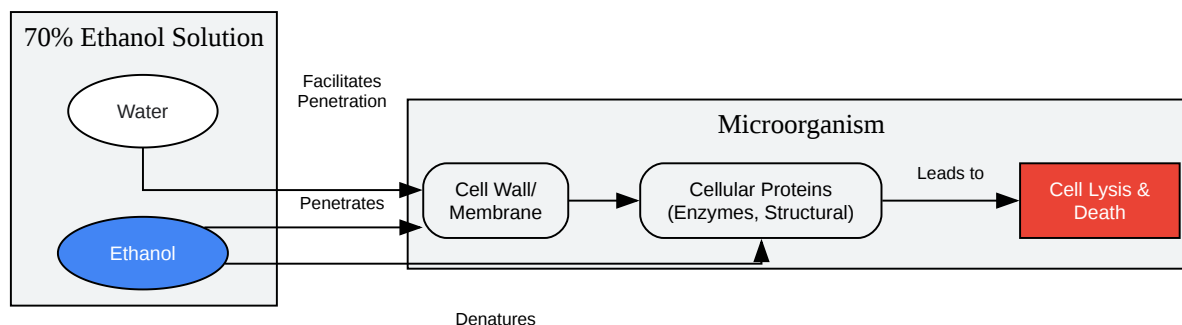 70% Ethanol Solution
Water
Facilitates
Penetration
Microorganism
Penetrates
Cell Wall/
Membrane
Cellular Proteins
(Enzymes, Structural)
Leads to
Cell Lysis &
Death
Ethanol
Denatures